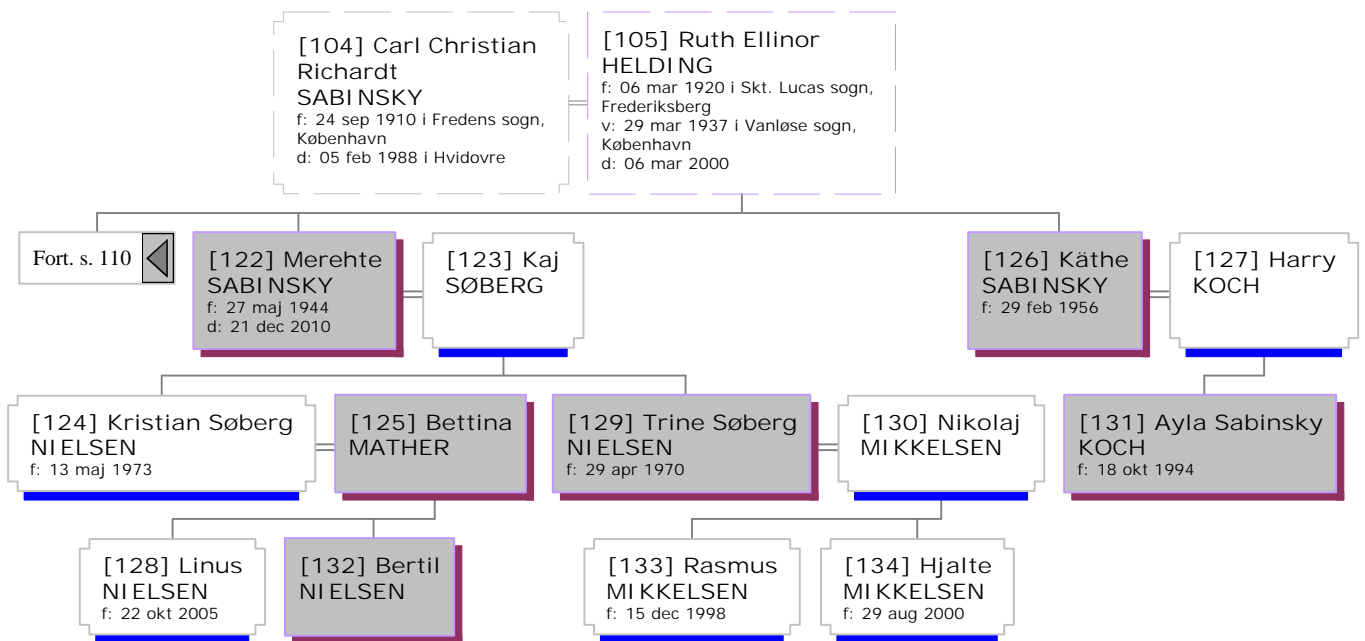 [104] Carl Christian
Richardt
SABINSKY
f: 24 sep 1910 i Fredens sogn,
København
d: 05 feb 1988 i Hvidovre
[105] Ruth Ellinor
HELDING
f: 06 mar 1920 i Skt. Lucas sogn,
Frederiksberg
v: 29 mar 1937 i Vanløse sogn,
København
d: 06 mar 2000
Fort. s. 110
[122] Merehte
SABINSKY
f: 27 maj 1944
d: 21 dec 2010
[123] Kaj
SØBERG
[126] Käthe
SABINSKY
f: 29 feb 1956
[127] Harry
KOCH
[124] Kristian Søberg
NIELSEN
f: 13 maj 1973
[125] Bettina
MATHER
[129] Trine Søberg
NIELSEN
f: 29 apr 1970
[130] Nikolaj
MIKKELSEN
[131] Ayla Sabinsky
KOCH
f: 18 okt 1994
[128] Linus
NIELSEN
f: 22 okt 2005
[132] Bertil
NIELSEN
[133] Rasmus
MIKKELSEN
f: 15 dec 1998
[134] Hjalte
MIKKELSEN
f: 29 aug 2000